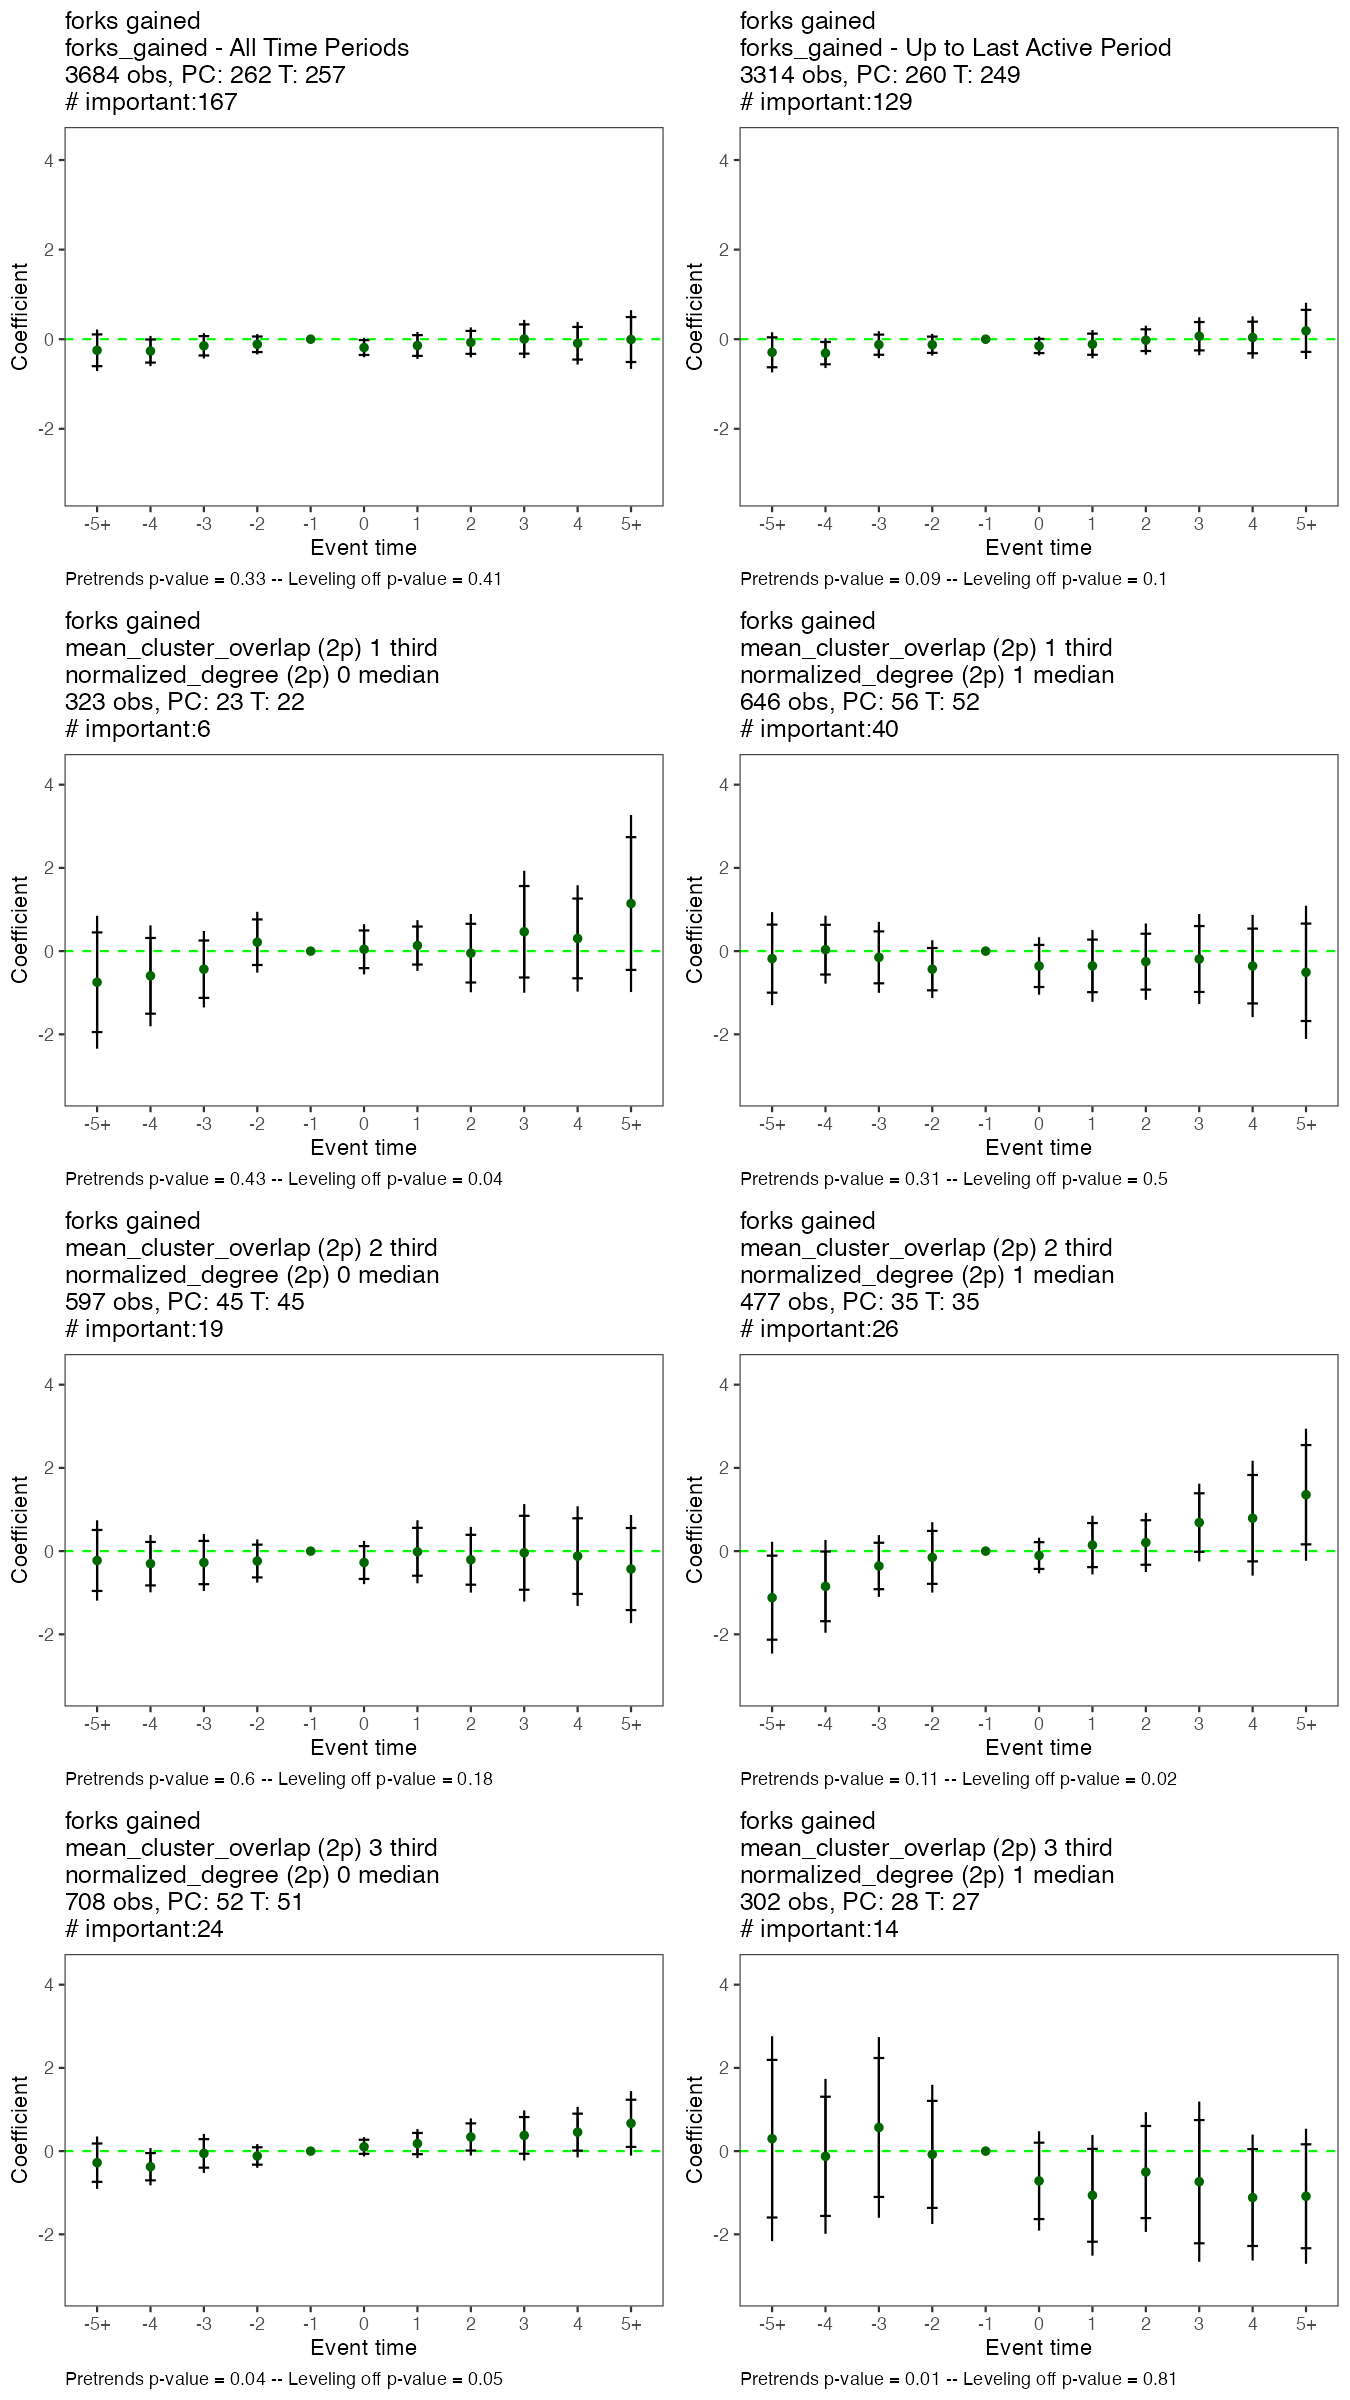 forks gained
forks_gained - All Time Periods
3684 obs, PC: 262 T: 257
# important:167
4
2
0
-2
Coefficient
-5+ -4 -3 -2 -1 0 1 2 3 4 5+
Event time
Pretrends p-value = 0.33 -- Leveling off p-value = 0.41
forks gained
forks_gained - Up to Last Active Period
3314 obs, PC: 260 T: 249
# important:129
4
2
0
-2
Coefficient
-5+ -4 -3 -2 -1 0 1 2 3 4 5+
Event time
Pretrends p-value = 0.09 -- Leveling off p-value = 0.1
forks gained
mean_cluster_overlap (2p) 1 third
normalized_degree (2p) 0 median
323 obs, PC: 23 T: 22
# important:6
4
2
0
-2
Coefficient
-5+ -4 -3 -2 -1 0 1 2 3 4 5+
Event time
Pretrends p-value = 0.43 -- Leveling off p-value = 0.04
forks gained
mean_cluster_overlap (2p) 1 third
normalized_degree (2p) 1 median
646 obs, PC: 56 T: 52
# important:40
4
2
0
-2
Coefficient
-5+ -4 -3 -2 -1 0 1 2 3 4 5+
Event time
Pretrends p-value = 0.31 -- Leveling off p-value = 0.5
forks gained
mean_cluster_overlap (2p) 2 third
normalized_degree (2p) 0 median
597 obs, PC: 45 T: 45
# important:19
4
2
0
-2
Coefficient
-5+ -4 -3 -2 -1 0 1 2 3 4 5+
Event time
Pretrends p-value = 0.6 -- Leveling off p-value = 0.18
forks gained
mean_cluster_overlap (2p) 2 third
normalized_degree (2p) 1 median
477 obs, PC: 35 T: 35
# important:26
4
2
0
-2
Coefficient
-5+ -4 -3 -2 -1 0 1 2 3 4 5+
Event time
Pretrends p-value = 0.11 -- Leveling off p-value = 0.02
forks gained
mean_cluster_overlap (2p) 3 third
normalized_degree (2p) 0 median
708 obs, PC: 52 T: 51
# important:24
4
2
0
-2
Coefficient
-5+ -4 -3 -2 -1 0 1 2 3 4 5+
Event time
Pretrends p-value = 0.04 -- Leveling off p-value = 0.05
forks gained
mean_cluster_overlap (2p) 3 third
normalized_degree (2p) 1 median
302 obs, PC: 28 T: 27
# important:14
4
2
0
-2
Coefficient
-5+ -4 -3 -2 -1 0 1 2 3 4 5+
Event time
Pretrends p-value = 0.01 -- Leveling off p-value = 0.81